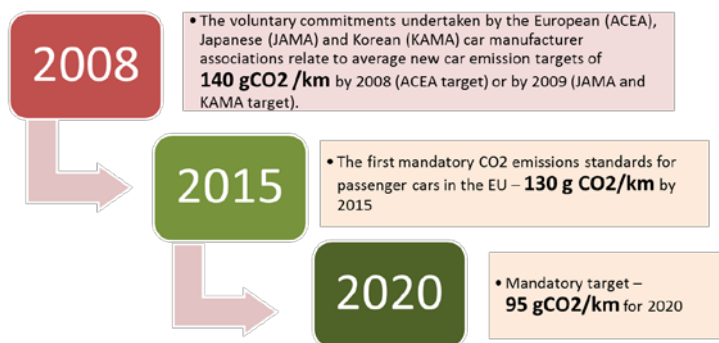 2008
• The voluntary commitments undertaken by the European (ACEA),
Japanese (JAMA) and Korean (KAMA) car manufacturer
associations relate to average new car emission targets of
140 gCO2 /km by 2008 (ACEA target) or by 2009 (JAMA and
KAMA target).
2015
• The first mandatory CO2 emissions standards for
passenger cars in the EU – 130 g CO2/km by
2015
2020
• Mandatory target –
95 gCO2/km for 2020